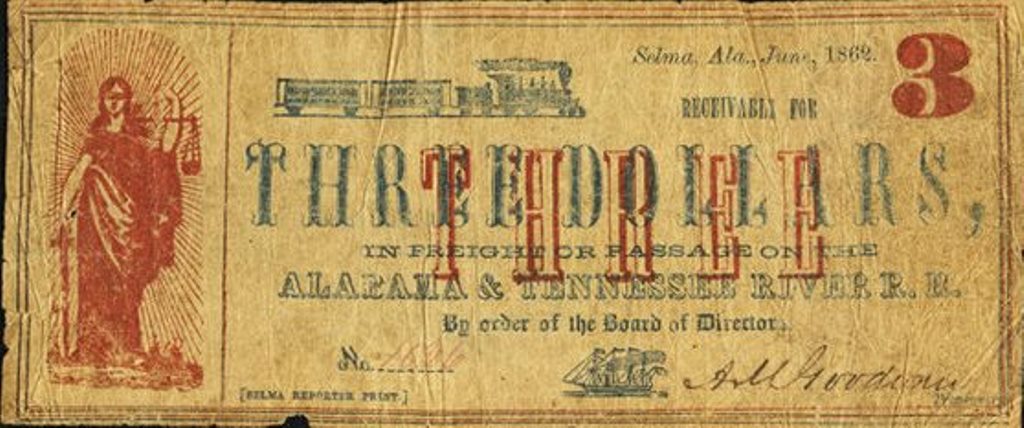 Selma, Ala., June, 1862.
3
RECEIVABLE FOR
THREE DOLLARS,
THREE
IN FREIGHT OR PASSAGE ON THE
ALABAMA & TENNESSEE RIVER R. R.
By order of the Board of Directors.
No.
[SELMA REPORTER PRINT.]